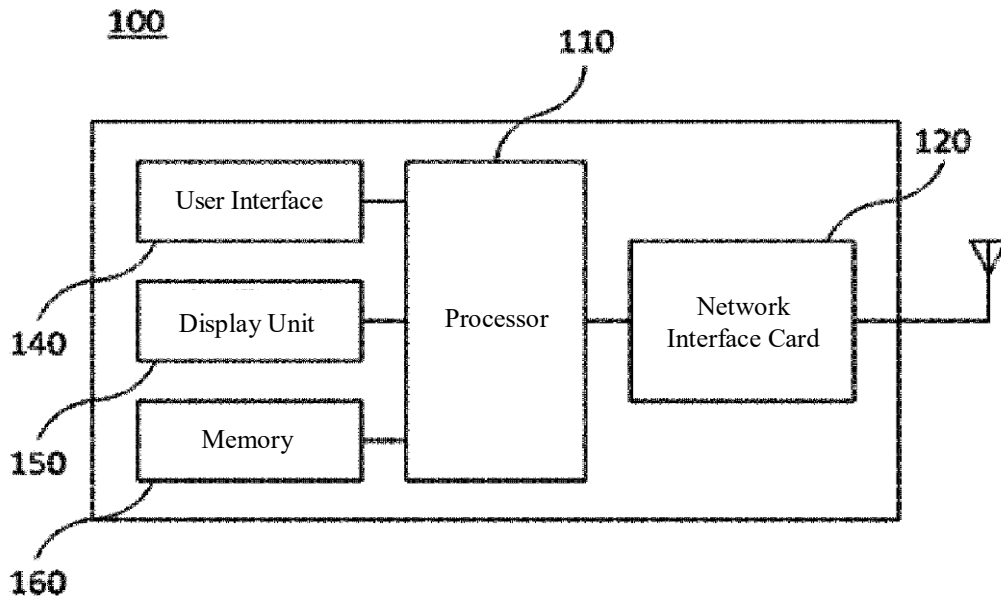 100
110
120
User Interface
140
Display Unit
150
Memory
160
Processor
Network
Interface Card